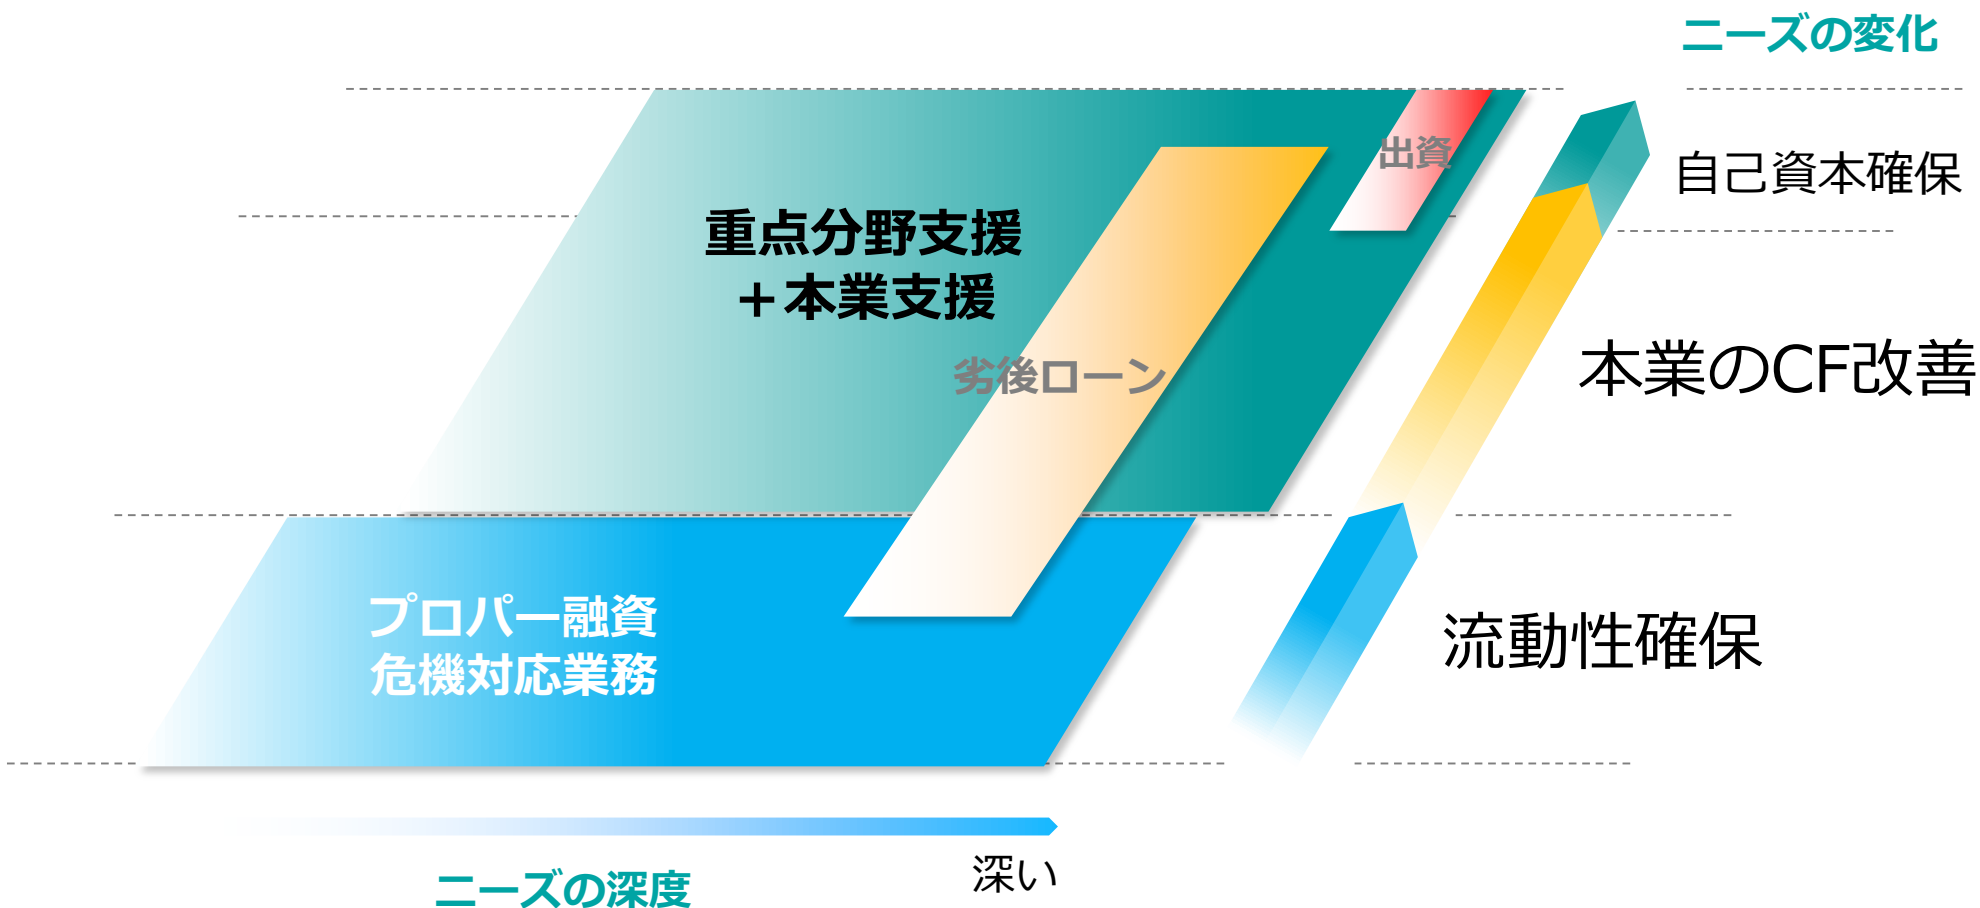 ニーズの変化
出資
自己資本確保
重点分野支援
+本業支援
劣後ローン
本業のCF改善
プロパー融資
危機対応業務
流動性確保
深い
ニーズの深度